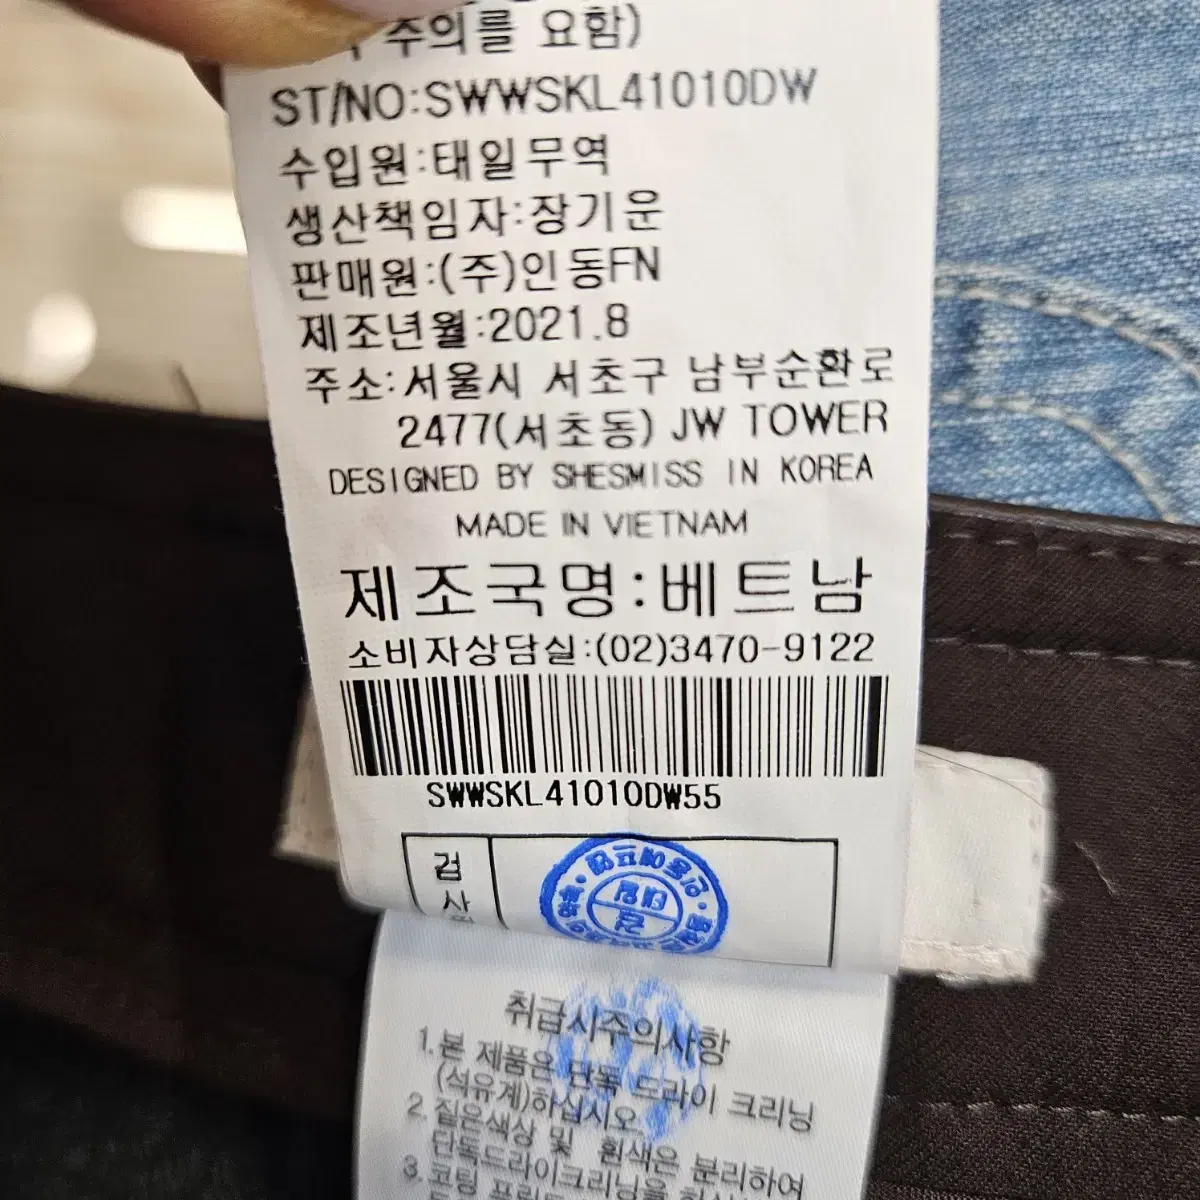 주의를 요함)
ST/NO:SWWSKL41010DW
수입원:태일무역
생산책임자:장기운
판매원:(주)인동FN
제조년월:2021.8
주소:서울시 서초구 남부순환로
2477(서초동) JW TOWER
DESIGNED BY SHESMISS IN KOREA
MADE IN VIETNAM
제조국명:베트남
소비자상담실:(02)3470-9122
SWWSKL41010DW55
검
사
취급시주의사항
1.본 제품은 단독 드라이 크리닝
(석유계)하십시오
2.짙은색상 및 흰색은 분리하여
단독드라이크리닝을
3.코팅